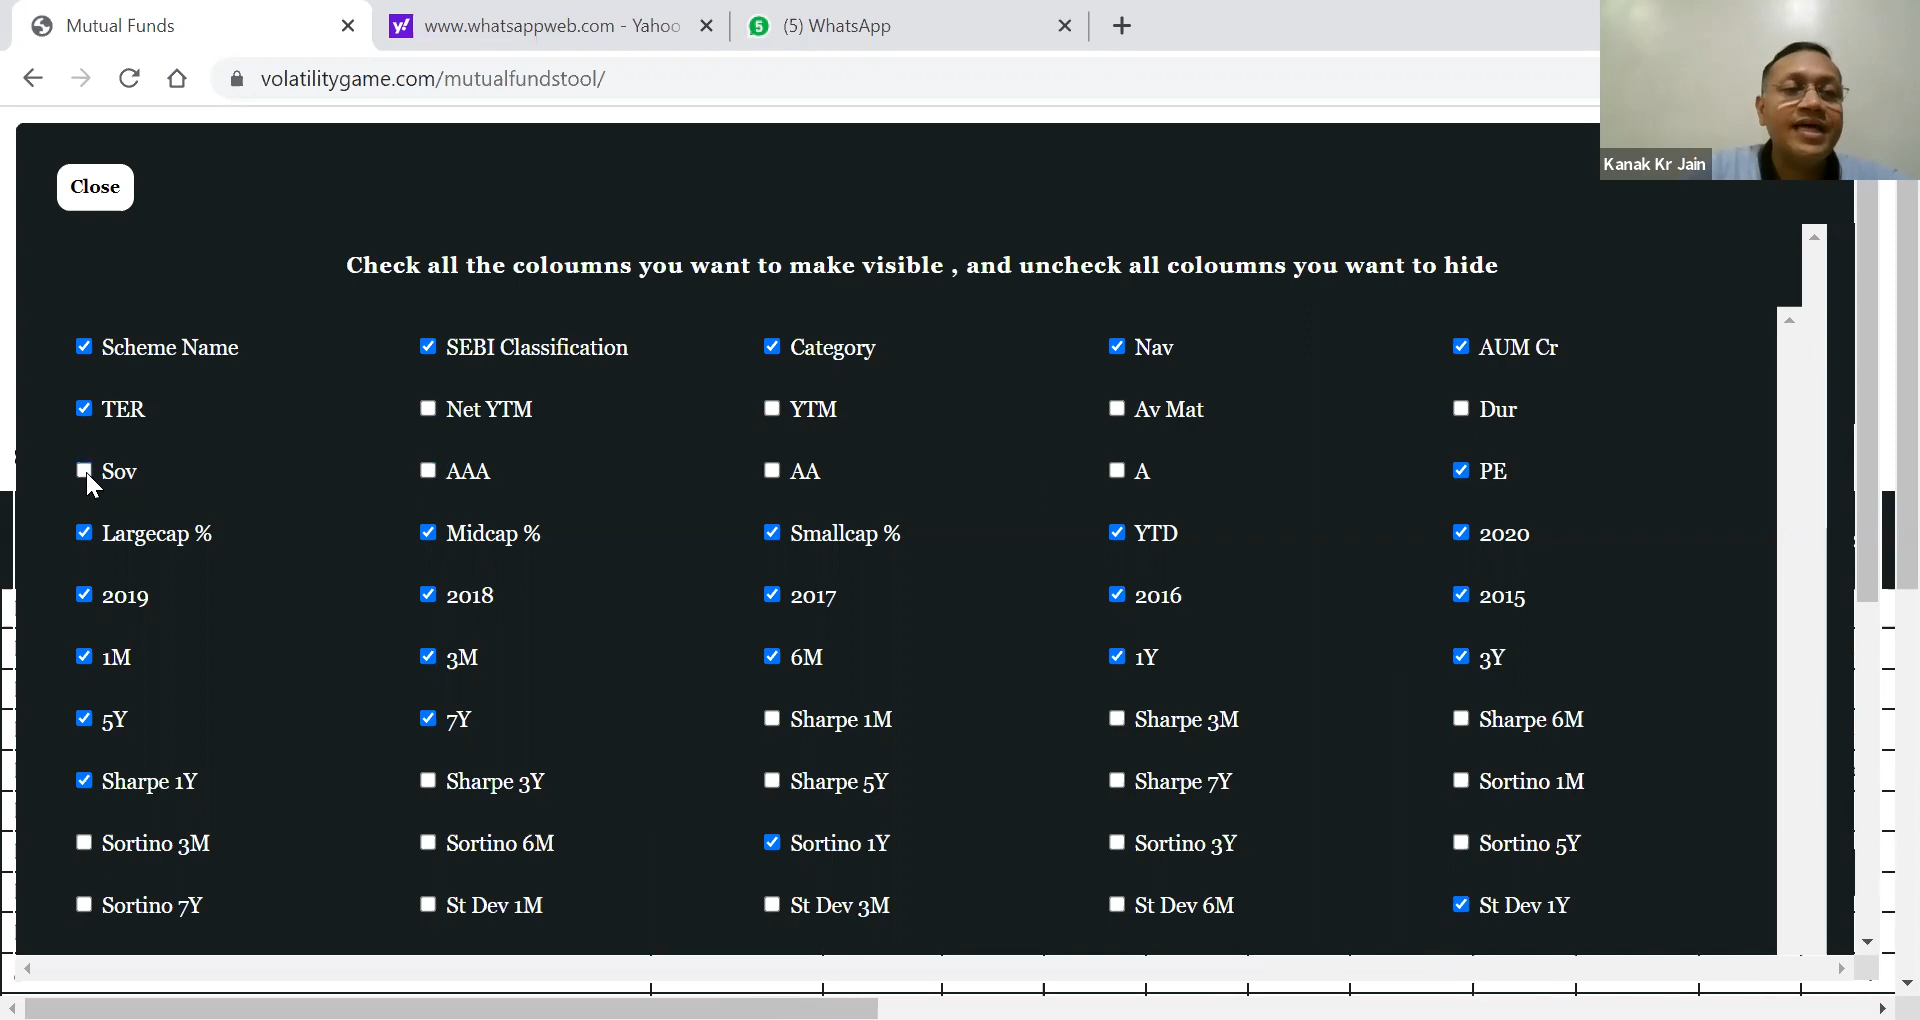 Mutual Funds
www.whatsappweb.com - Yahoo
5
(5) WhatsApp
volatilitygame.com/mutualfundstool/
Kanak Kr Jain
Close
Check all the coloumns you want to make visible , and uncheck all coloumns you want to hide
Scheme Name SEBI Classification Category Nav AUM Cr
TER Net YTM YTM Av Mat Dur
Sov AAA AA A PE
Largecap % Midcap % Smallcap % YTD 2020
2019 2018 2017 2016 2015
1M 3M 6M 1Y 3Y
5Y 7Y Sharpe 1M Sharpe 3M Sharpe 6M
Sharpe 1Y Sharpe 3Y Sharpe 5Y Sharpe 7Y Sortino 1M
Sortino 3M Sortino 6M Sortino 1Y Sortino 3Y Sortino 5Y
Sortino 7Y St Dev 1M St Dev 3M St Dev 6M St Dev 1Y